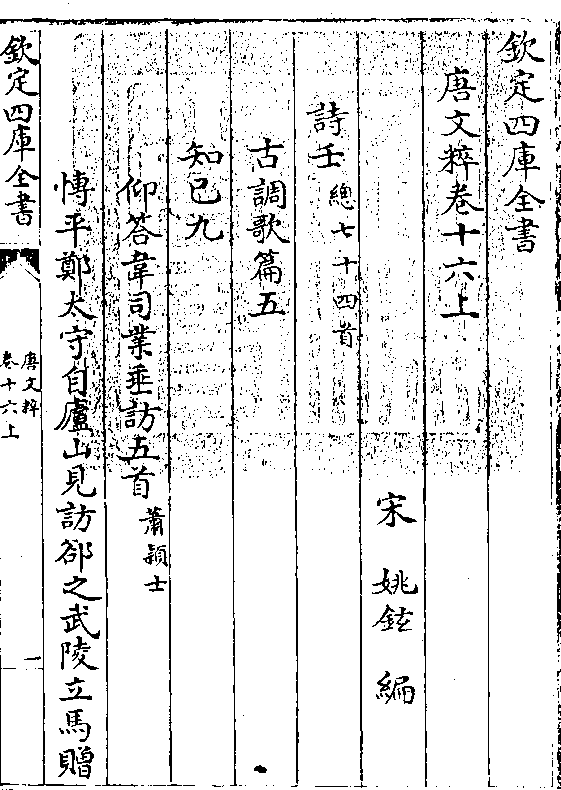 欽定四庫全書
唐文粹卷十六上
宋　姚鉉　編
詩壬總七十四首
古調歌篇五
知已九
仰荅韋司業垂訪五首蕭頴士
愽平鄭太守自廬山見訪郤之武陵立馬贈
欽定四庫全書
唐文粹
卷十六上
一